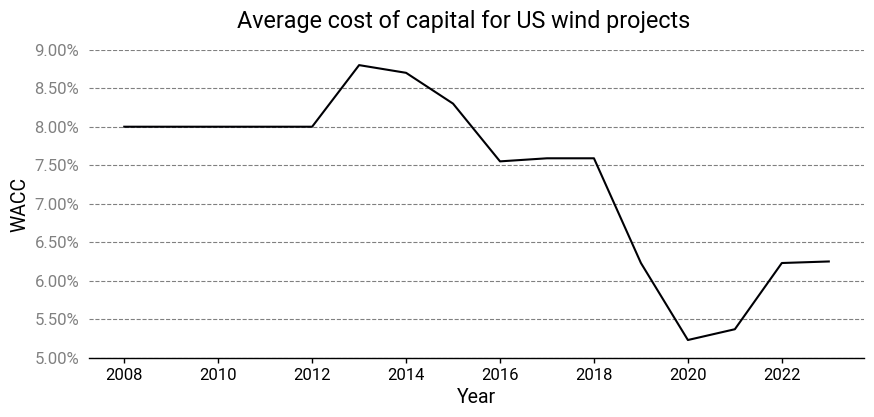 Average cost of capital for US wind projects
9.00%
8.50%
8.00%
7.50%
7.00%
6.50%
6.00%
5.50%
5.00%
WACC
2008 2010 2012 2014 2016 2018 2020 2022
Year